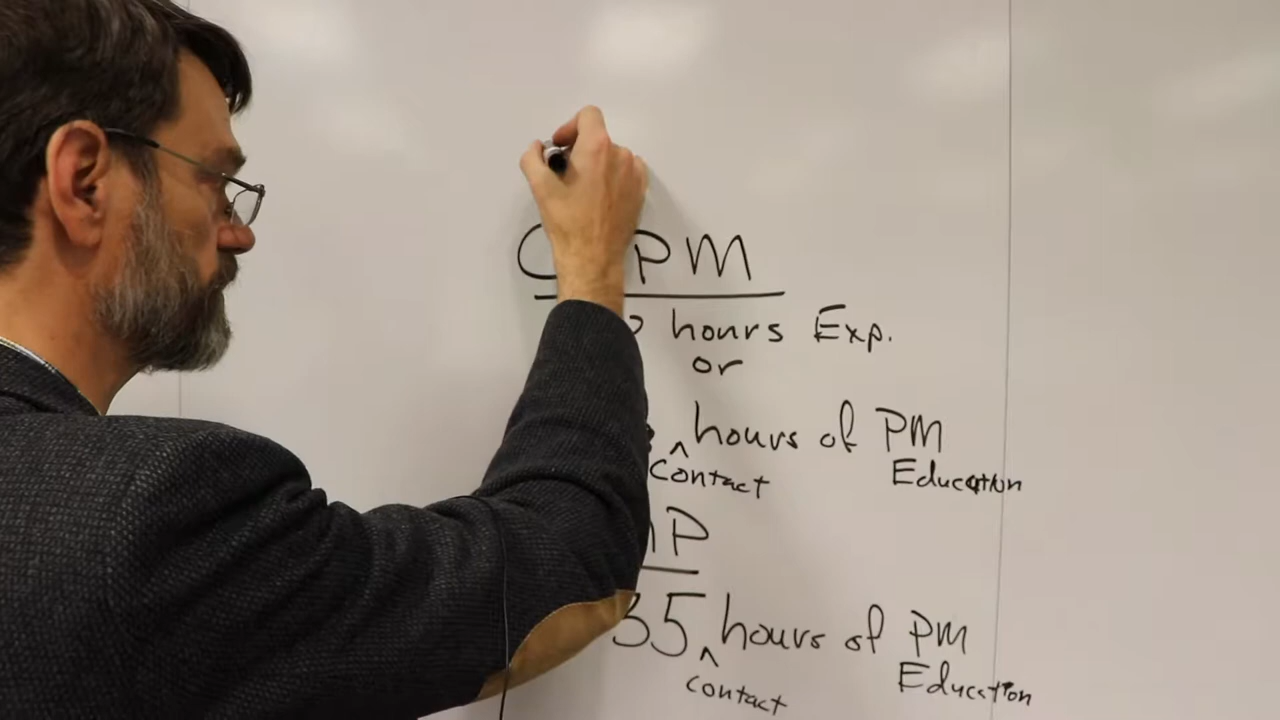 PM
hours Exp.
or
hours of PM
contact Education
P
35 hours of PM
contact Education